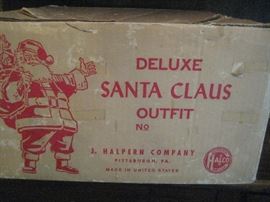 DELUXE
SANTA CLAUS
OUTFIT
NO
J. HALPERN COMPANY
PITTSBURGH, PA.
MADE IN UNITED STATES
HALCO